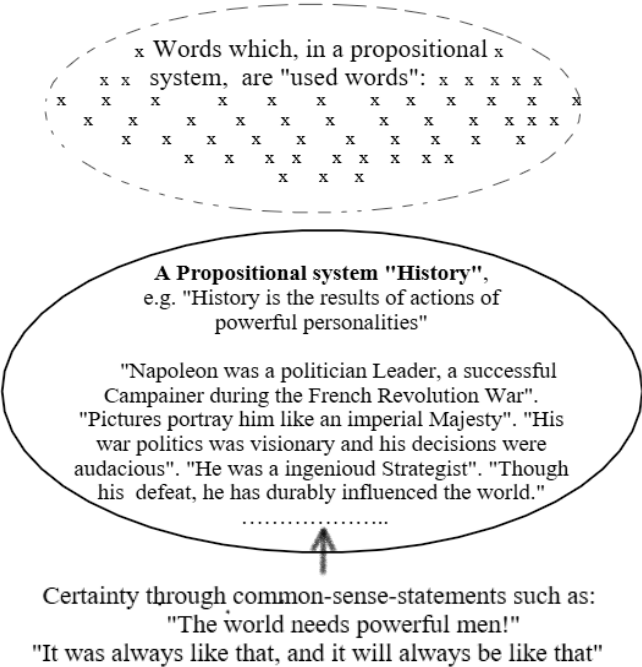 x Words which, in a propositional x
x x system, are "used words": x x x x x
x x x x x x x x x x x x
x x x x x x x x x x x x
x x x x x x x x x x
x x x x x x x x x
x x x
A Propositional system "History",
e.g. "History is the results of actions of
powerful personalities"
"Napoleon was a politician Leader, a successful
Campainer during the French Revolution War".
"Pictures portray him like an imperial Majesty". "His
war politics was visionary and his decisions were
audacious". "He was a ingenioud Strategist". "Though
his defeat, he has durably influenced the world."
.....................
Certainty through common-sense-statements such as:
"The world needs powerful men!"
"It was always like that, and it will always be like that"